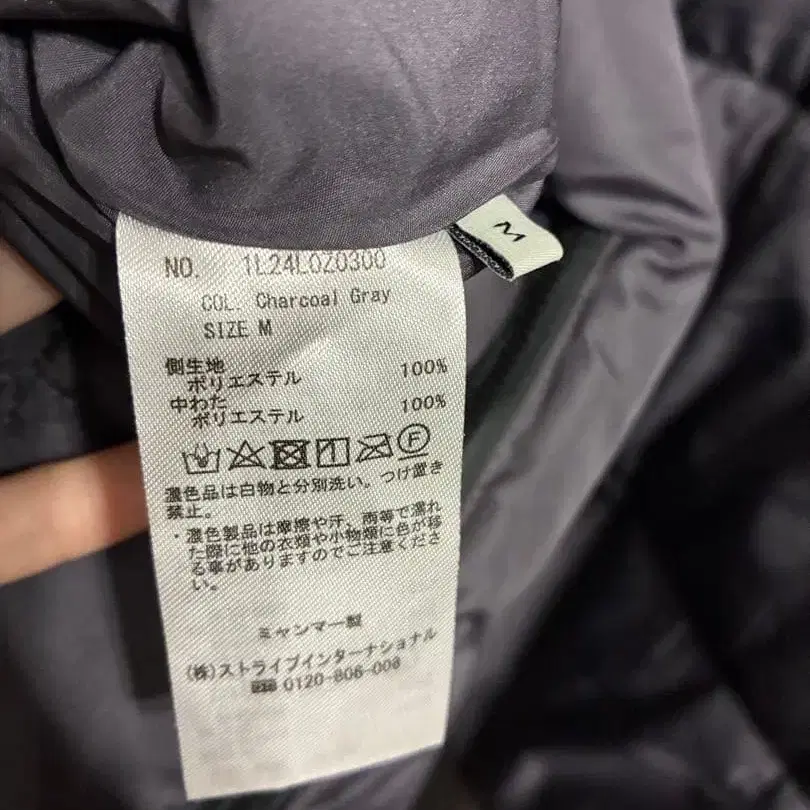 M
NO. 1L24L0Z0300
COL. Charcoal Gray
SIZE M
側生地
ポリエステル 100%
中わた
ポリエステル 100%
F
濃色品は白物と分別洗い。つけ置き
禁止。
・濃色製品は摩擦や汗、雨等で濡れ
た際に他の衣類や小物類に色が移
る事がありますのでご注意くださ
い。
ミャンマー製
(株)ストライプインターナショナル
0120-806-008